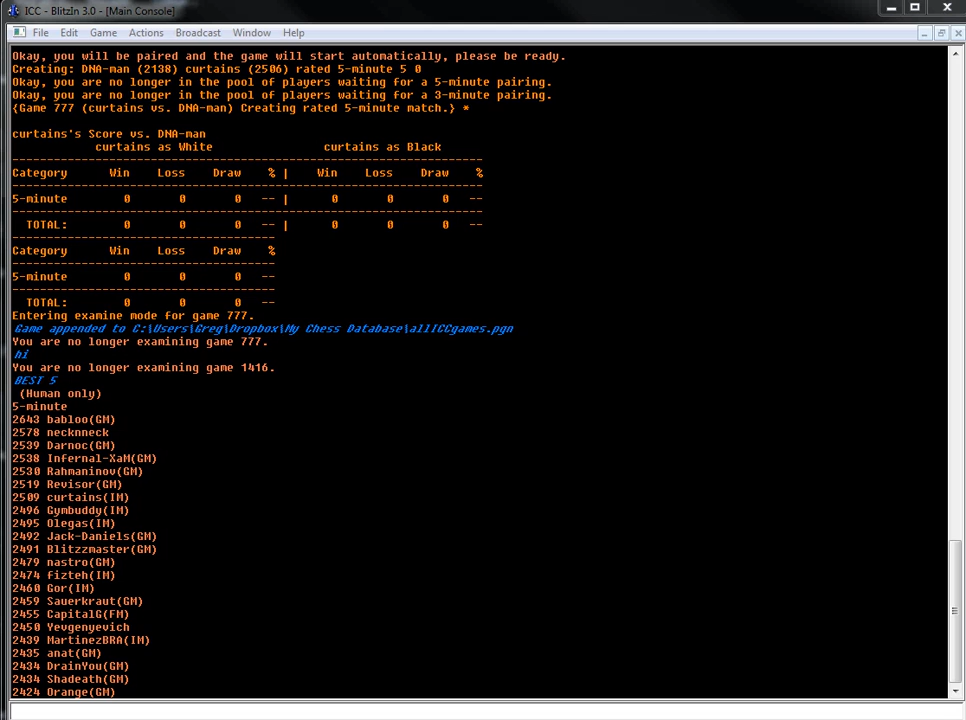 ICC - BlitzIn 3.0 - [Main Console]
File Edit Game Actions Broadcast Window Help
Okay, you will be paired and the game will start automatically, please be ready.
Creating: DNA-man (2138) curtains (2506) rated 5-minute 5 0
Okay, you are no longer in the pool of players waiting for a 5-minute pairing.
Okay, you are no longer in the pool of players waiting for a 3-minute pairing.
{Game 777 (curtains vs. DNA-man) Creating rated 5-minute match.} *
curtains's Score vs. DNA-man
curtains as White curtains as Black
---------------------------------------------------------------------
Category Win Loss Draw % | Win Loss Draw %
---------------------------------------------------------------------
5-minute 0 0 0 -- | 0 0 0 --
---------------------------------------------------------------------
TOTAL: 0 0 0 -- | 0 0 0 --
--------------------------------------
Category Win Loss Draw %
--------------------------------------
5-minute 0 0 0 --
--------------------------------------
TOTAL: 0 0 0 --
Entering examine mode for game 777.
Game appended to C:\Users\Greg\Dropbox\My Chess Database\allICCgames.pgn
You are no longer examining game 777.
hi
You are no longer examining game 1416.
BEST 5
(Human only)
5-minute
2643 babloo(GM)
2578 necknneck
2539 Darnoc(GM)
2538 Infernal-XaM(GM)
2530 Rahmaninov(GM)
2519 Revisor(GM)
2509 curtains(IM)
2496 Gymbuddy(IM)
2495 Olegas(IM)
2492 Jack-Daniels(GM)
2491 Blitzzmaster(GM)
2479 nastro(GM)
2474 fizteh(IM)
2460 Gor(IM)
2459 Sauerkraut(GM)
2455 CapitalG(FM)
2450 Yevgenyevich
2439 MartinezBRA(IM)
2435 anat(GM)
2434 DrainYou(GM)
2434 Shadeath(GM)
2424 Orange(GM)